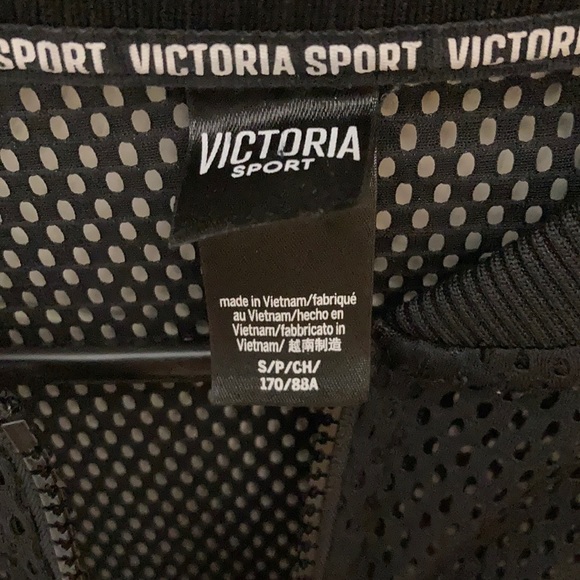 SPORT VICTORIA SPORT VICTORIA
VICTORIA
SPORT
made in Vietnam/fabriqué
au Vietnam/hecho en
Vietnam/fabbricato in
Vietnam/ 越南制造
S/P/CH/
170/88A